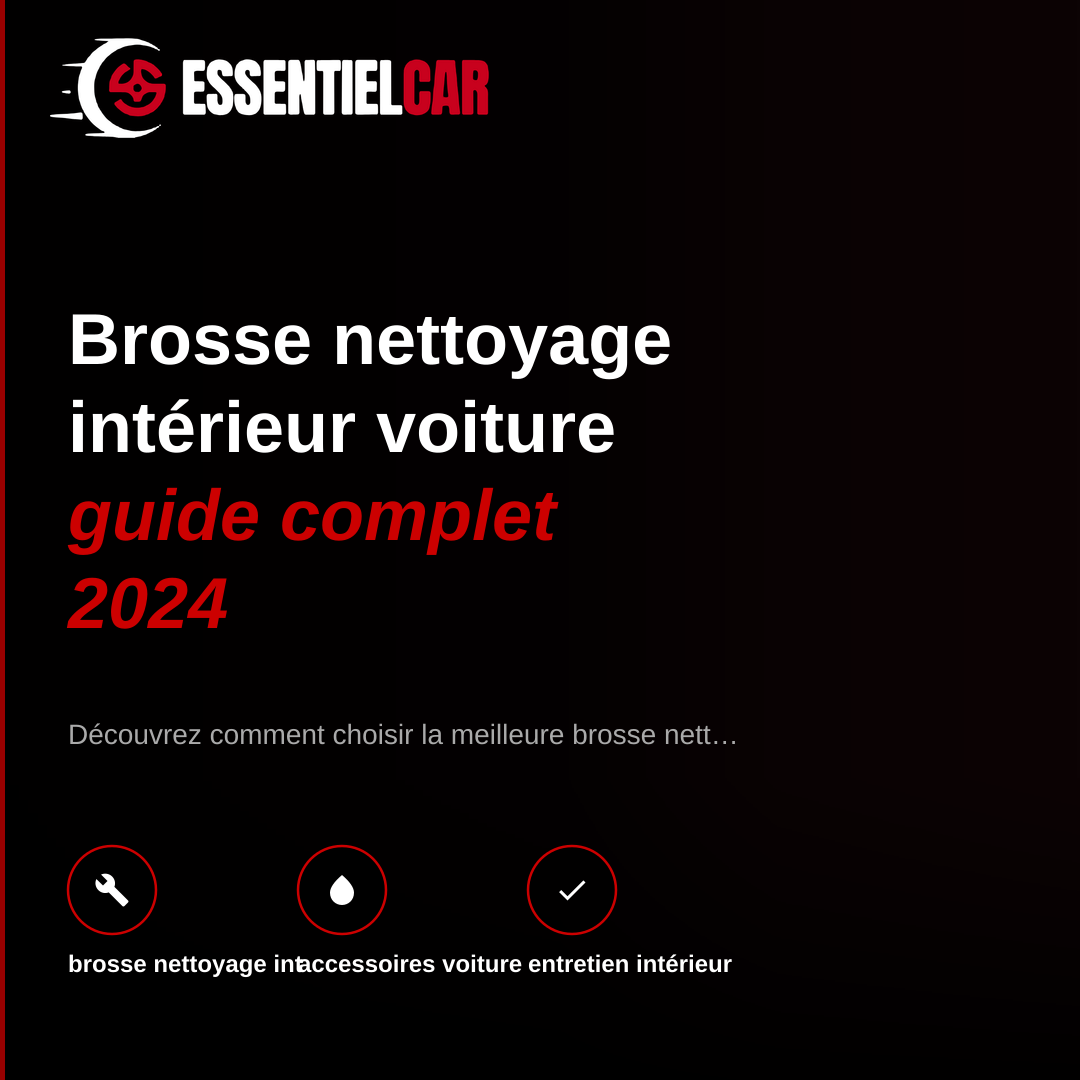 ESSENTIELCAR
Brosse nettoyage
intérieur voiture
guide complet
2024
Découvrez comment choisir la meilleure brosse nett…
brosse nettoyage int accessoires voiture entretien intérieur